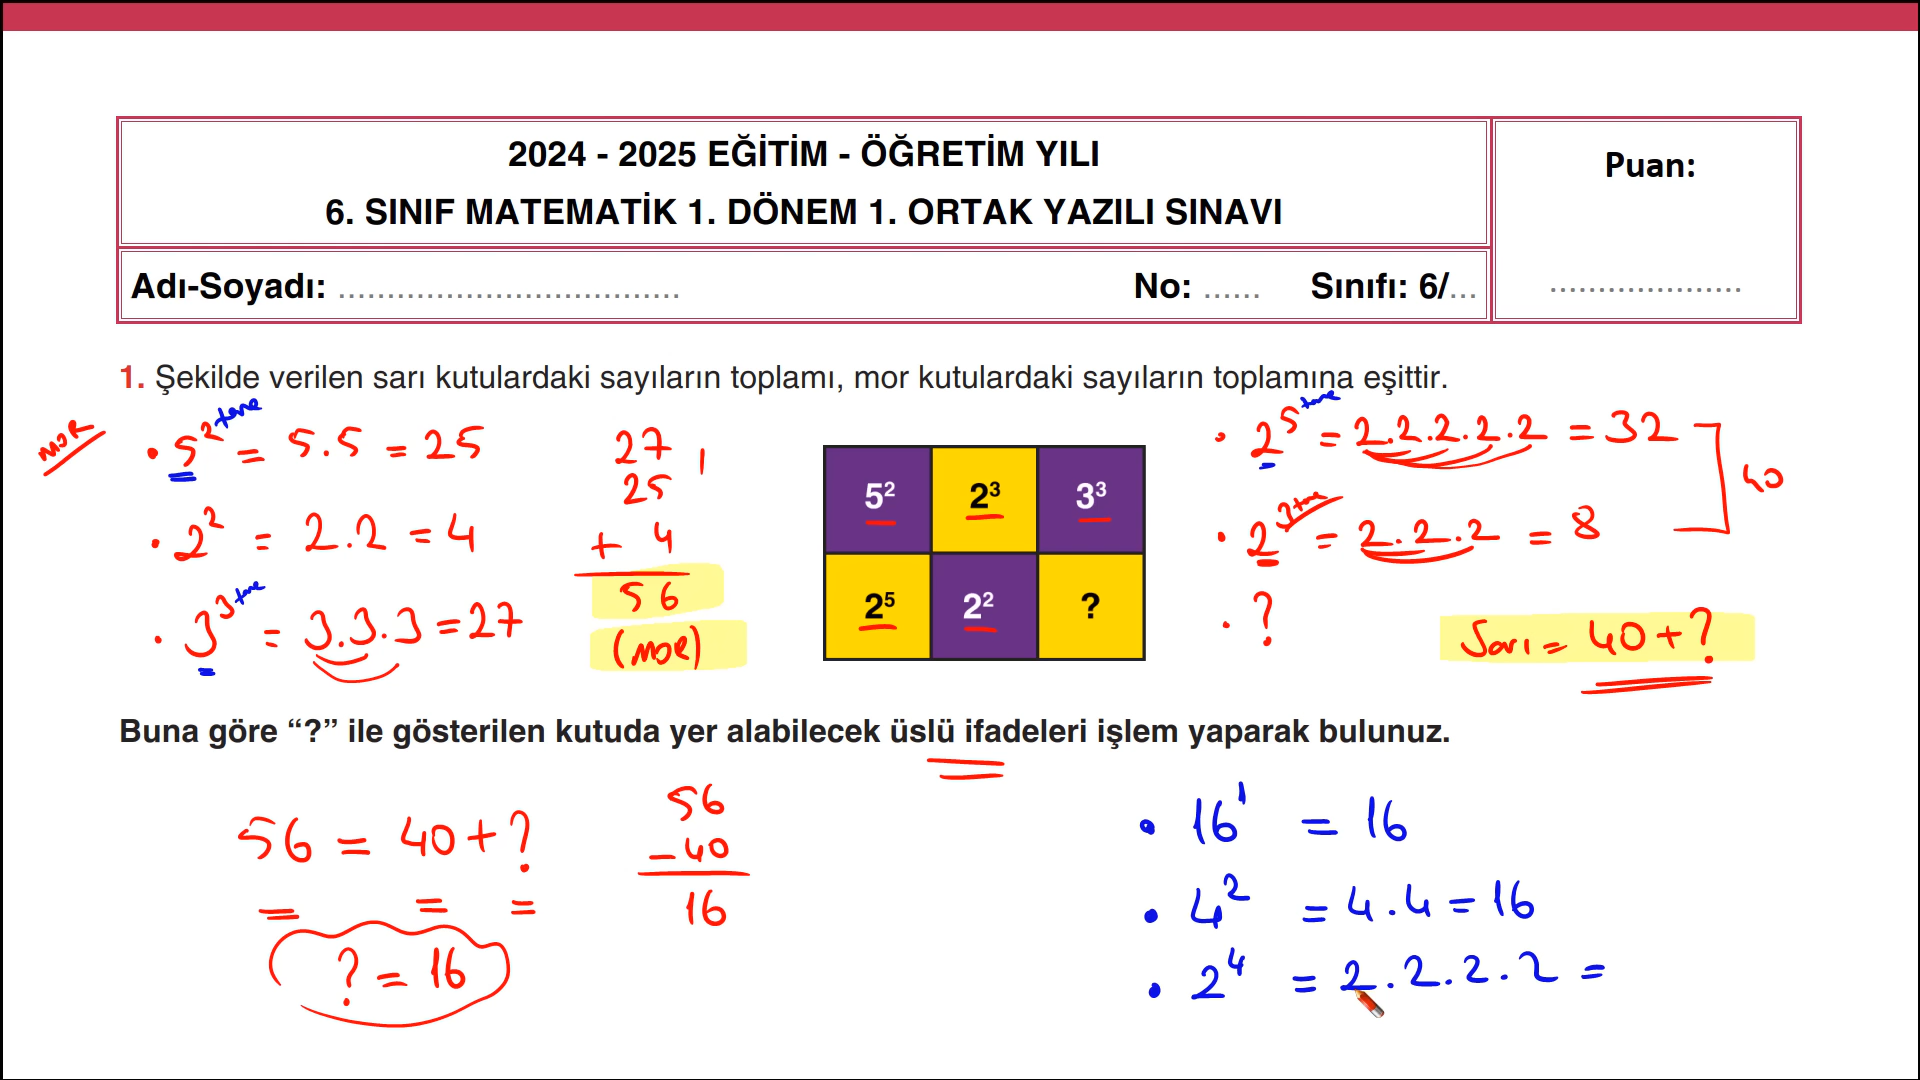 2024 - 2025 EĞİTİM - ÖĞRETİM YILI
6. SINIF MATEMATİK 1. DÖNEM 1. ORTAK YAZILI SINAVI
Puan:
Adı-Soyadı: ..................................
No: ...... Sınıfı: 6/...
...................
1. Şekilde verilen sarı kutulardaki sayıların toplamı, mor kutulardaki sayıların toplamına eşittir.
MOR
• 5² tane = 5.5 = 25
• 2² = 2.2 = 4
• 3³ tane = 3.3.3 = 27
27 1
25
+ 4
56
(MOR)
5² 2³ 3³
2⁵ 2² ?
• 2⁵ tane = 2.2.2.2.2 = 32
• 2³ tane = 2.2.2 = 8
40
• ?
Sarı = 40+?
Buna göre “?” ile gösterilen kutuda yer alabilecek üslü ifadeleri işlem yaparak bulunuz.
56 = 40+?
? = 16
56
-40
16
• 16¹ = 16
• 4² = 4.4 = 16
• 2⁴ = 2.2.2.2 =